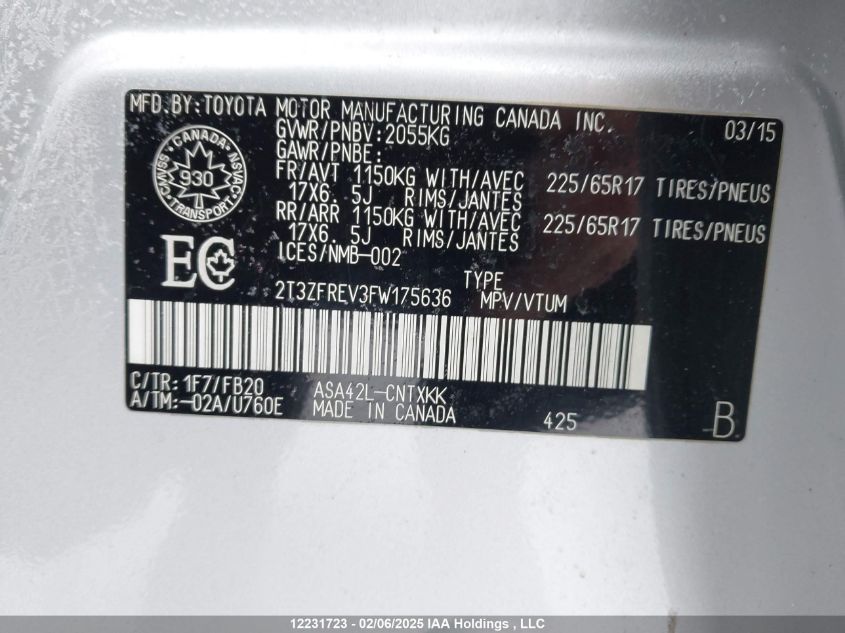 MFD.BY:TOYOTA MOTOR MANUFACTURING CANADA INC. 03/15
GVWR/PNBV:2055KG
GAWR/PNBE:
FR/AVT 1150KG WITH/AVEC 225/65R17 TIRES/PNEUS
17X6.5J RIMS/JANTES
RR/ARR 1150KG WITH/AVEC 225/65R17 TIRES/PNEUS
17X6.5J RIMS/JANTES
ICES/NMB-002
CANADA
930
TRANSPORT
CMVSS
NSVAC
EC
TYPE
2T3ZFREV3FW175636 MPV/VTUM
C/TR:1F7/FB20 ASA42L-CNTXKK
A/TM:-02A/U760E MADE IN CANADA 425 B
12231723 - 02/06/2025 IAA Holdings , LLC